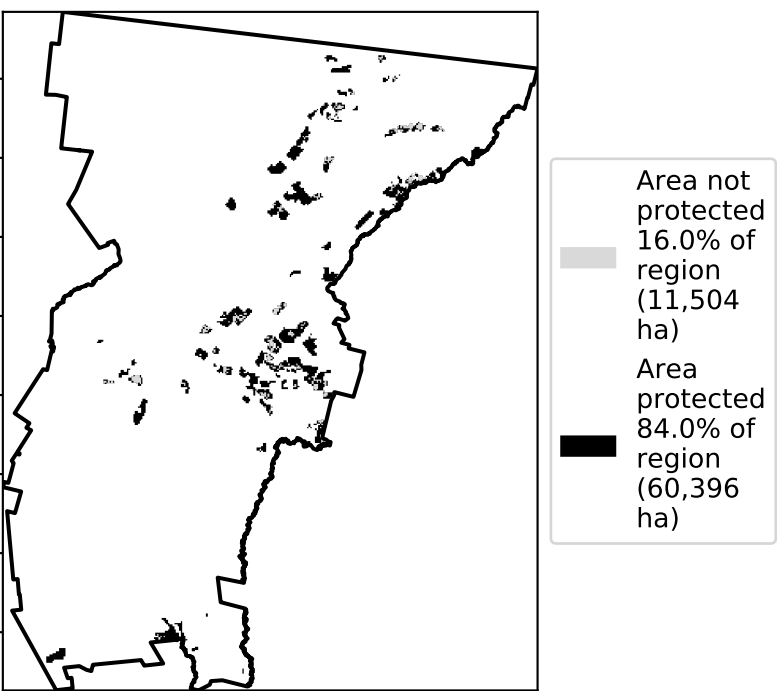 Area not
protected
16.0% of
region
(11,504
ha)
Area
protected
84.0% of
region
(60,396
ha)